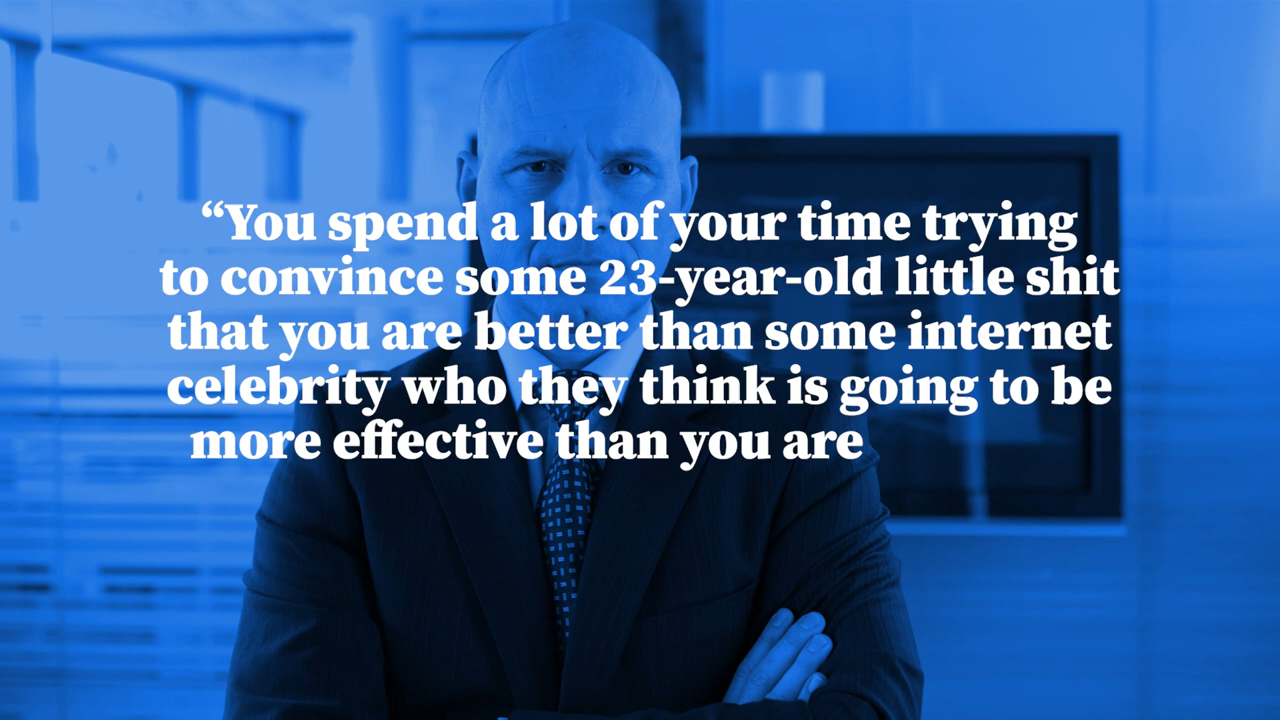 “You spend a lot of your time trying
to convince some 23-year-old little shit
that you are better than some internet
celebrity who they think is going to be
more effective than you are